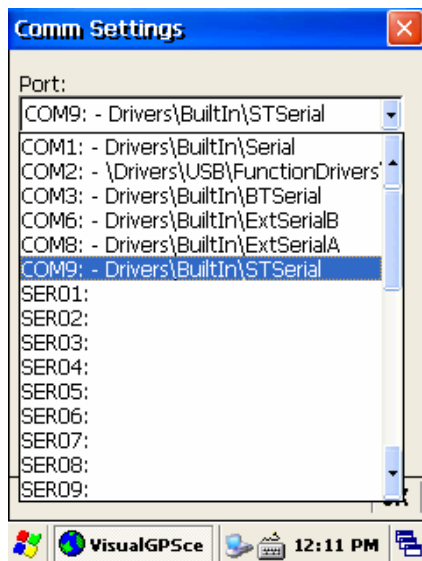 Comm Settings
Port:
COM9: - Drivers\BuiltIn\STSerial
COM1: - Drivers\BuiltIn\Serial
COM2: - \Drivers\USB\FunctionDrivers\
COM3: - Drivers\BuiltIn\BTSerial
COM6: - Drivers\BuiltIn\ExtSerialB
COM8: - Drivers\BuiltIn\ExtSerialA
COM9: - Drivers\BuiltIn\STSerial
SER01:
SER02:
SER03:
SER04:
SER05:
SER06:
SER07:
SER08:
SER09:
VisualGPSce
12:11 PM